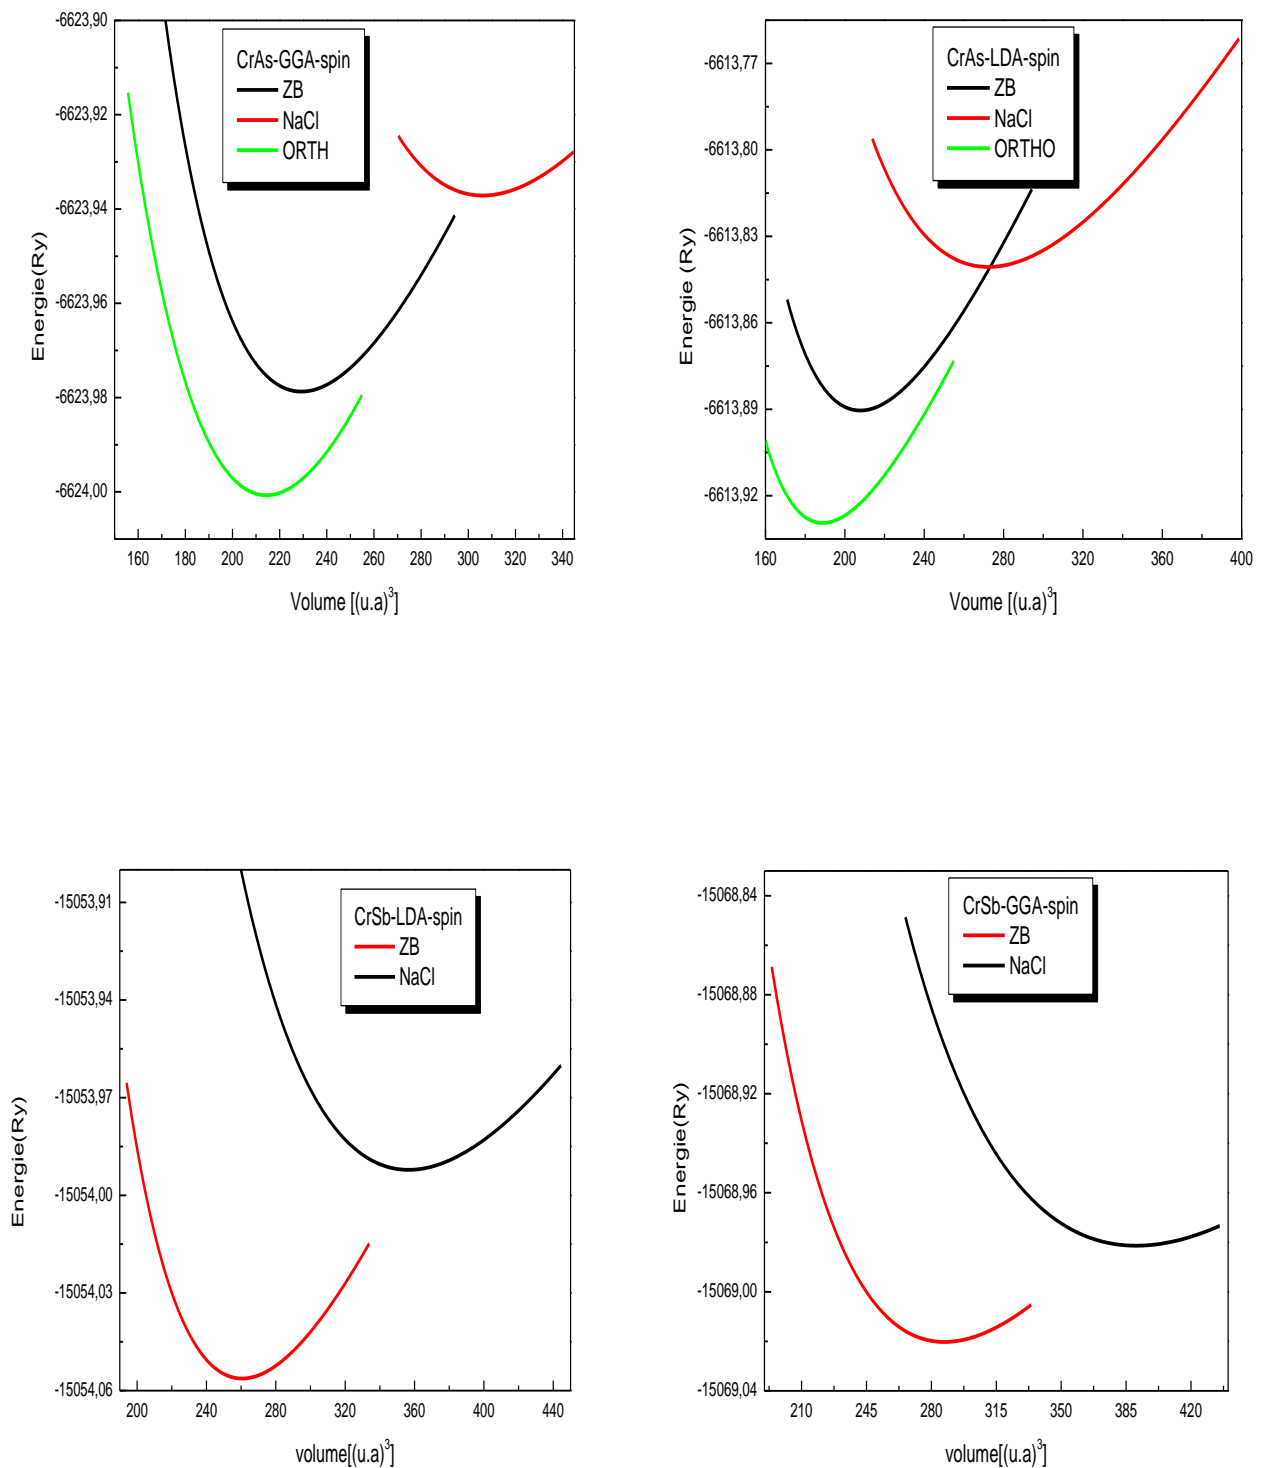 CrAs-GGA-spin
ZB
NaCl
ORTH
-6623,90
-6623,92
-6623,94
-6623,96
-6623,98
-6624,00
Energie(Ry)
160 180 200 220 240 260 280 300 320 340
Volume [(u.a)³]
CrAs-LDA-spin
ZB
NaCl
ORTHO
-6613,77
-6613,80
-6613,83
-6613,86
-6613,89
-6613,92
Energie (Ry)
160 200 240 280 320 360 400
Voume [(u.a)³]
CrSb-LDA-spin
ZB
NaCl
-15053,91
-15053,94
-15053,97
-15054,00
-15054,03
-15054,06
Energie(Ry)
200 240 280 320 360 400 440
volume[(u.a)³]
CrSb-GGA-spin
ZB
NaCl
-15068,84
-15068,88
-15068,92
-15068,96
-15069,00
-15069,04
Energie(Ry)
210 245 280 315 350 385 420
volume[(u.a)³]